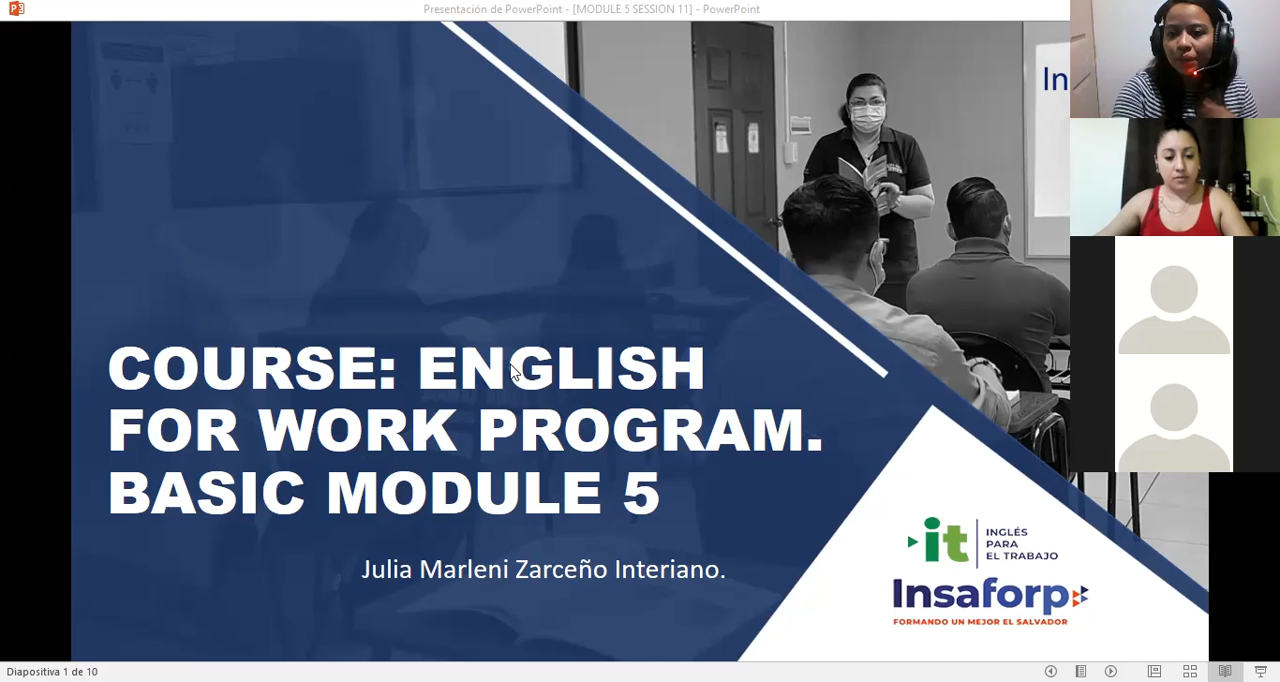 Presentación de PowerPoint - [MODULE 5 SESSION 11] - PowerPoint
In
COURSE: ENGLISH
FOR WORK PROGRAM.
BASIC MODULE 5
Julia Marleni Zarceño Interiano.
it
INGLÉS
PARA
EL TRABAJO
Insaforp
FORMANDO UN MEJOR EL SALVADOR
Diapositiva 1 de 10